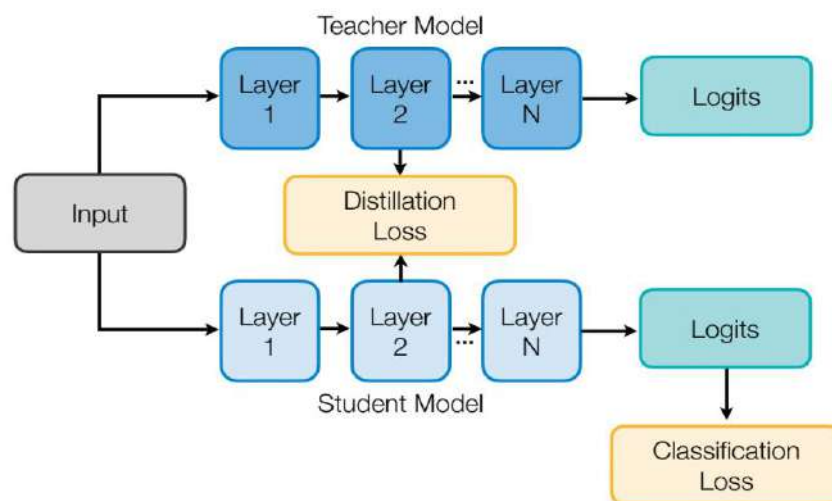 Teacher Model
Layer
1
Layer
2
...
Layer
N
Logits
Input
Distillation
Loss
Layer
1
Layer
2
...
Layer
N
Logits
Student Model
Classification
Loss